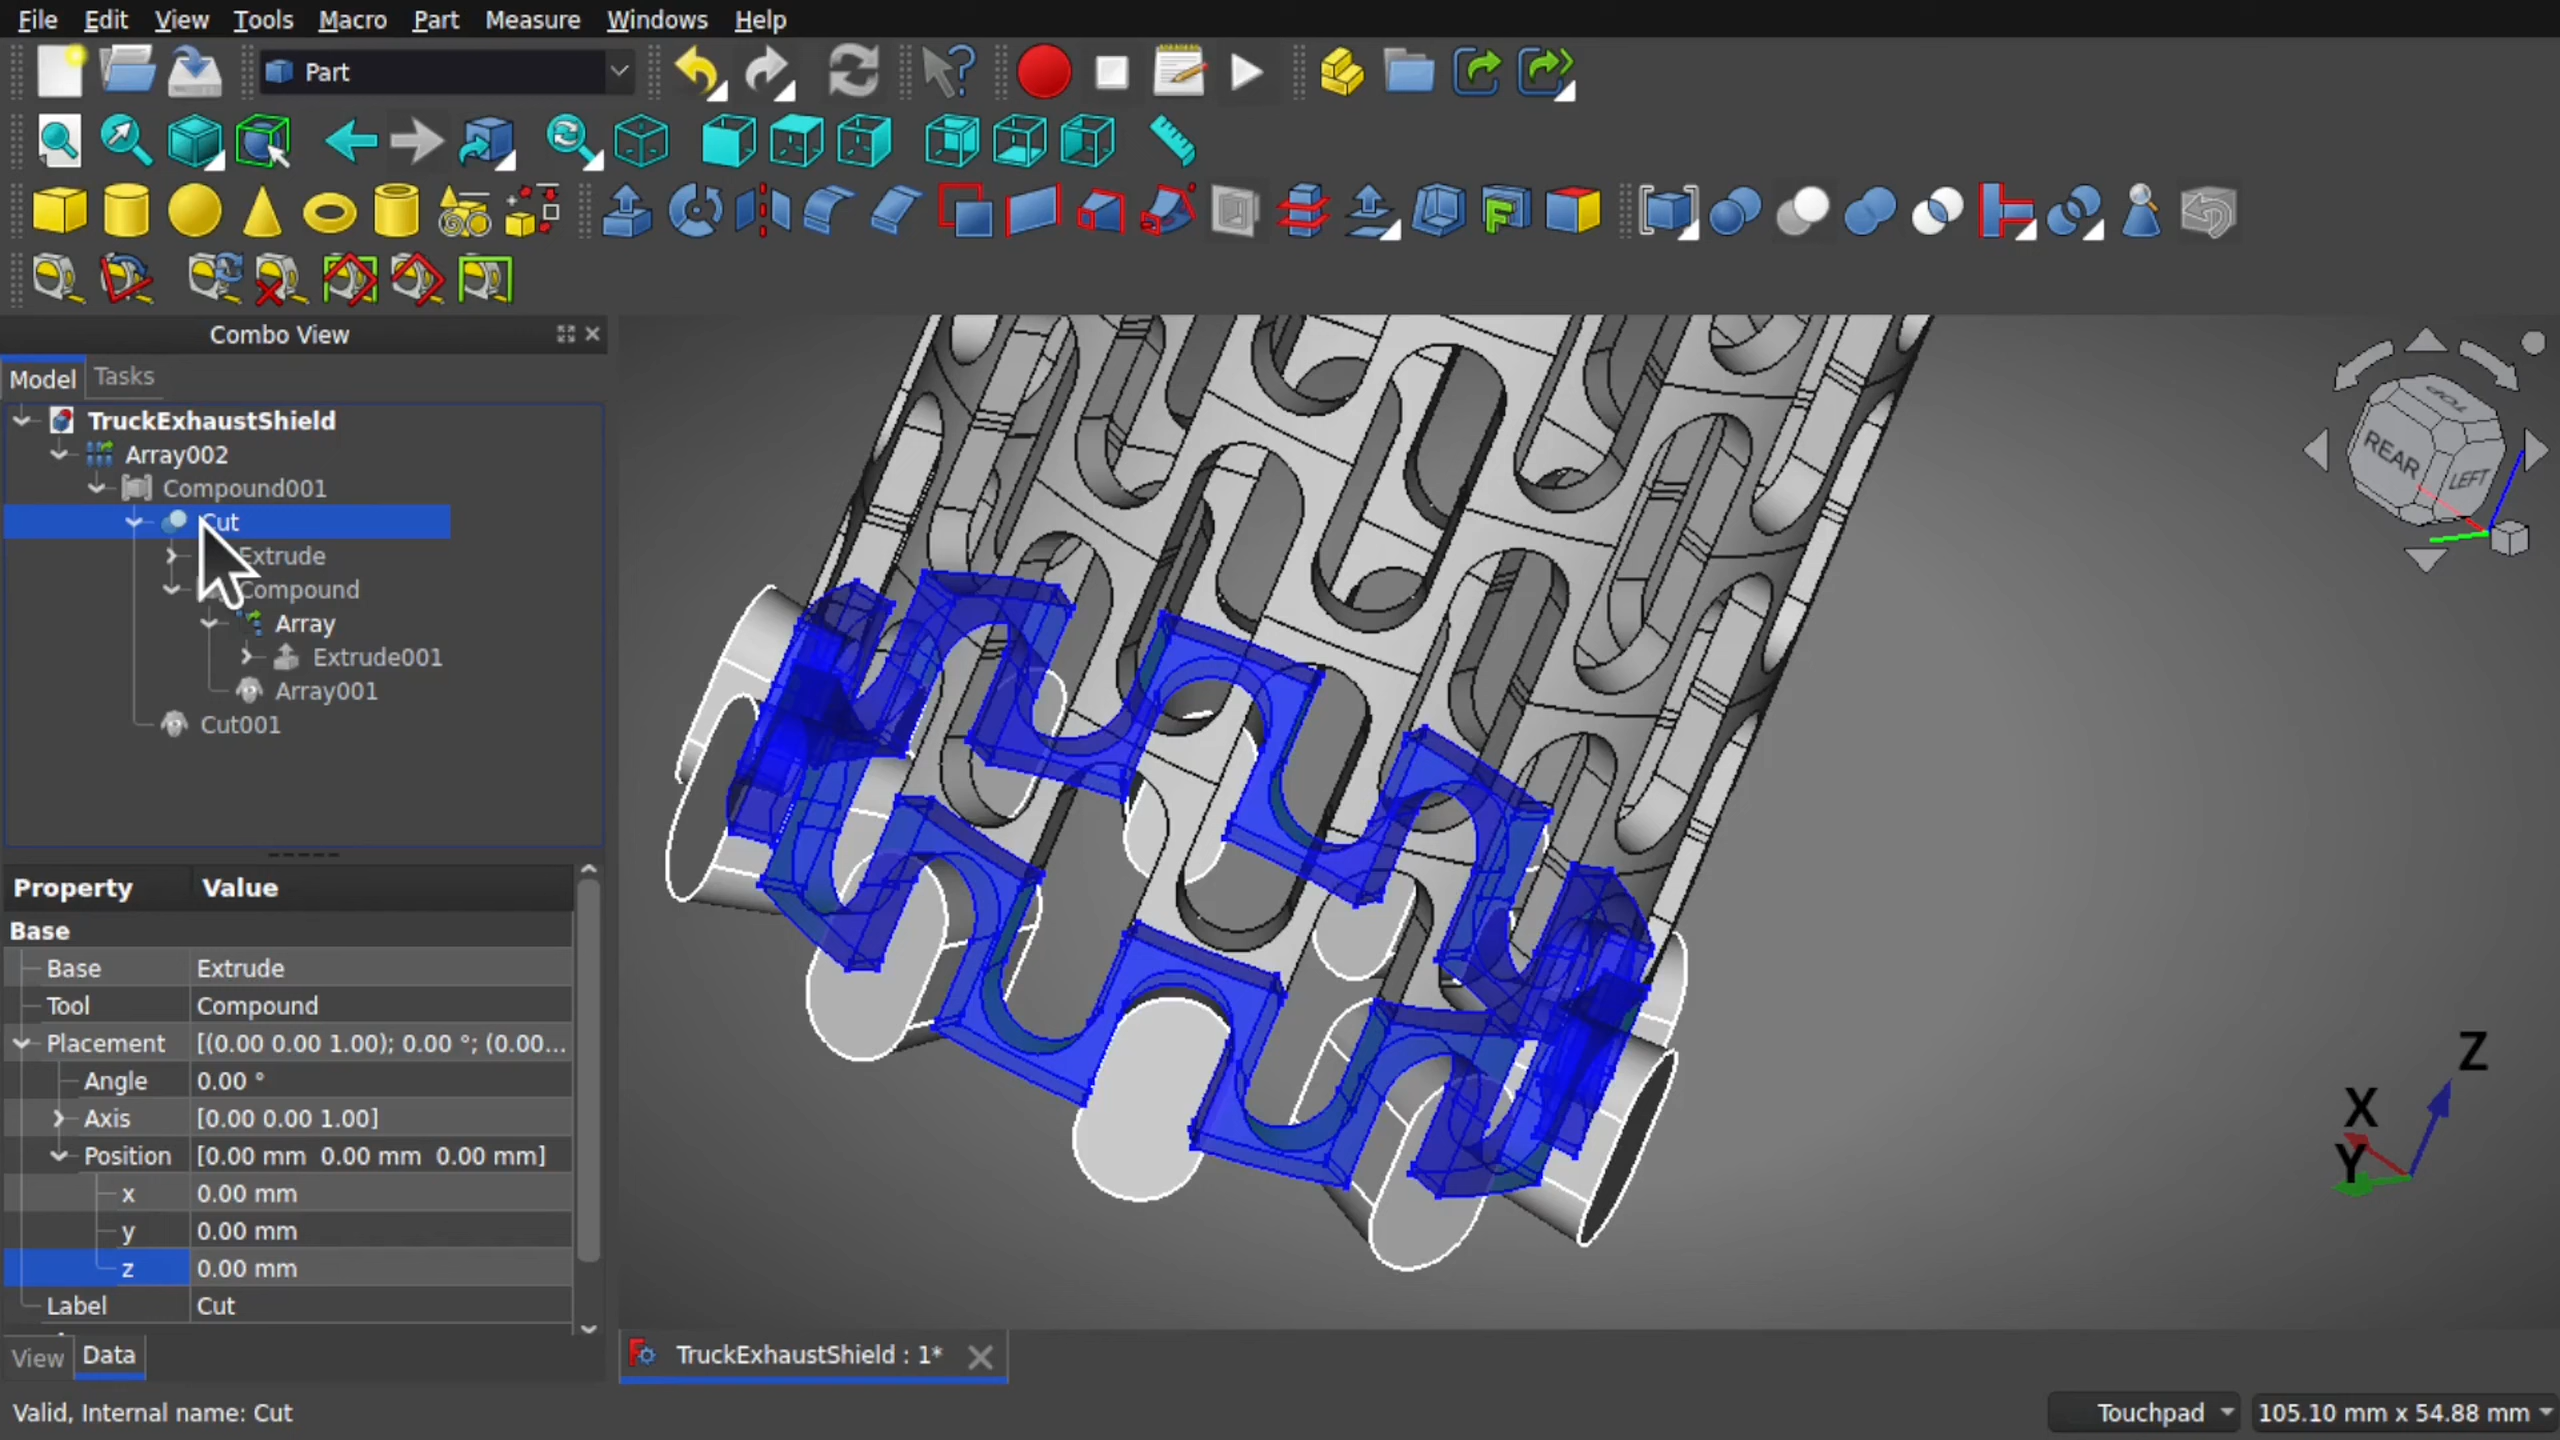 File Edit View Tools Macro Part Measure Windows Help
Part
Combo View
Model Tasks
TruckExhaustShield
Array002
Compound001
Cut
Extrude
Compound
Array
Extrude001
Array001
Cut001
Property Value
Base
Base Extrude
Tool Compound
Placement [(0.00 0.00 1.00); 0.00 °; (0.00...
Angle 0.00 °
Axis [0.00 0.00 1.00]
Position [0.00 mm 0.00 mm 0.00 mm]
x 0.00 mm
y 0.00 mm
z 0.00 mm
Label Cut
View Data
TOP
REAR
LEFT
Z
X
Y
TruckExhaustShield : 1*
Valid, Internal name: Cut
Touchpad
105.10 mm x 54.88 mm